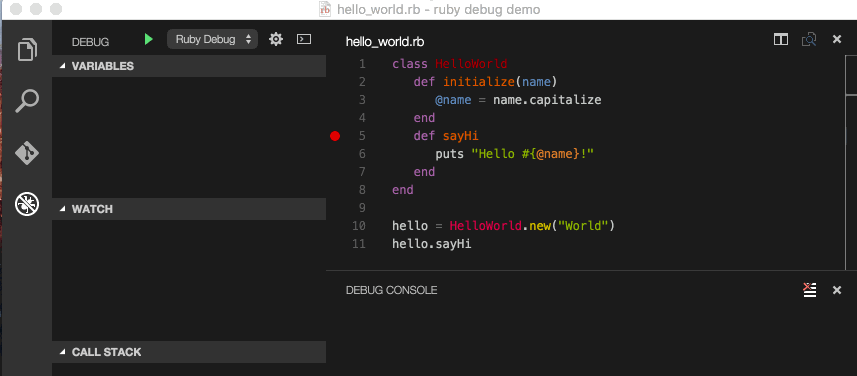 rb hello_world.rb - ruby debug demo
DEBUG Ruby Debug
VARIABLES
WATCH
CALL STACK
hello_world.rb
1 class HelloWorld
2 def initialize(name)
3 @name = name.capitalize
4 end
5 def sayHi
6 puts "Hello #{@name}!"
7 end
8 end
9
10 hello = HelloWorld.new("World")
11 hello.sayHi
DEBUG CONSOLE